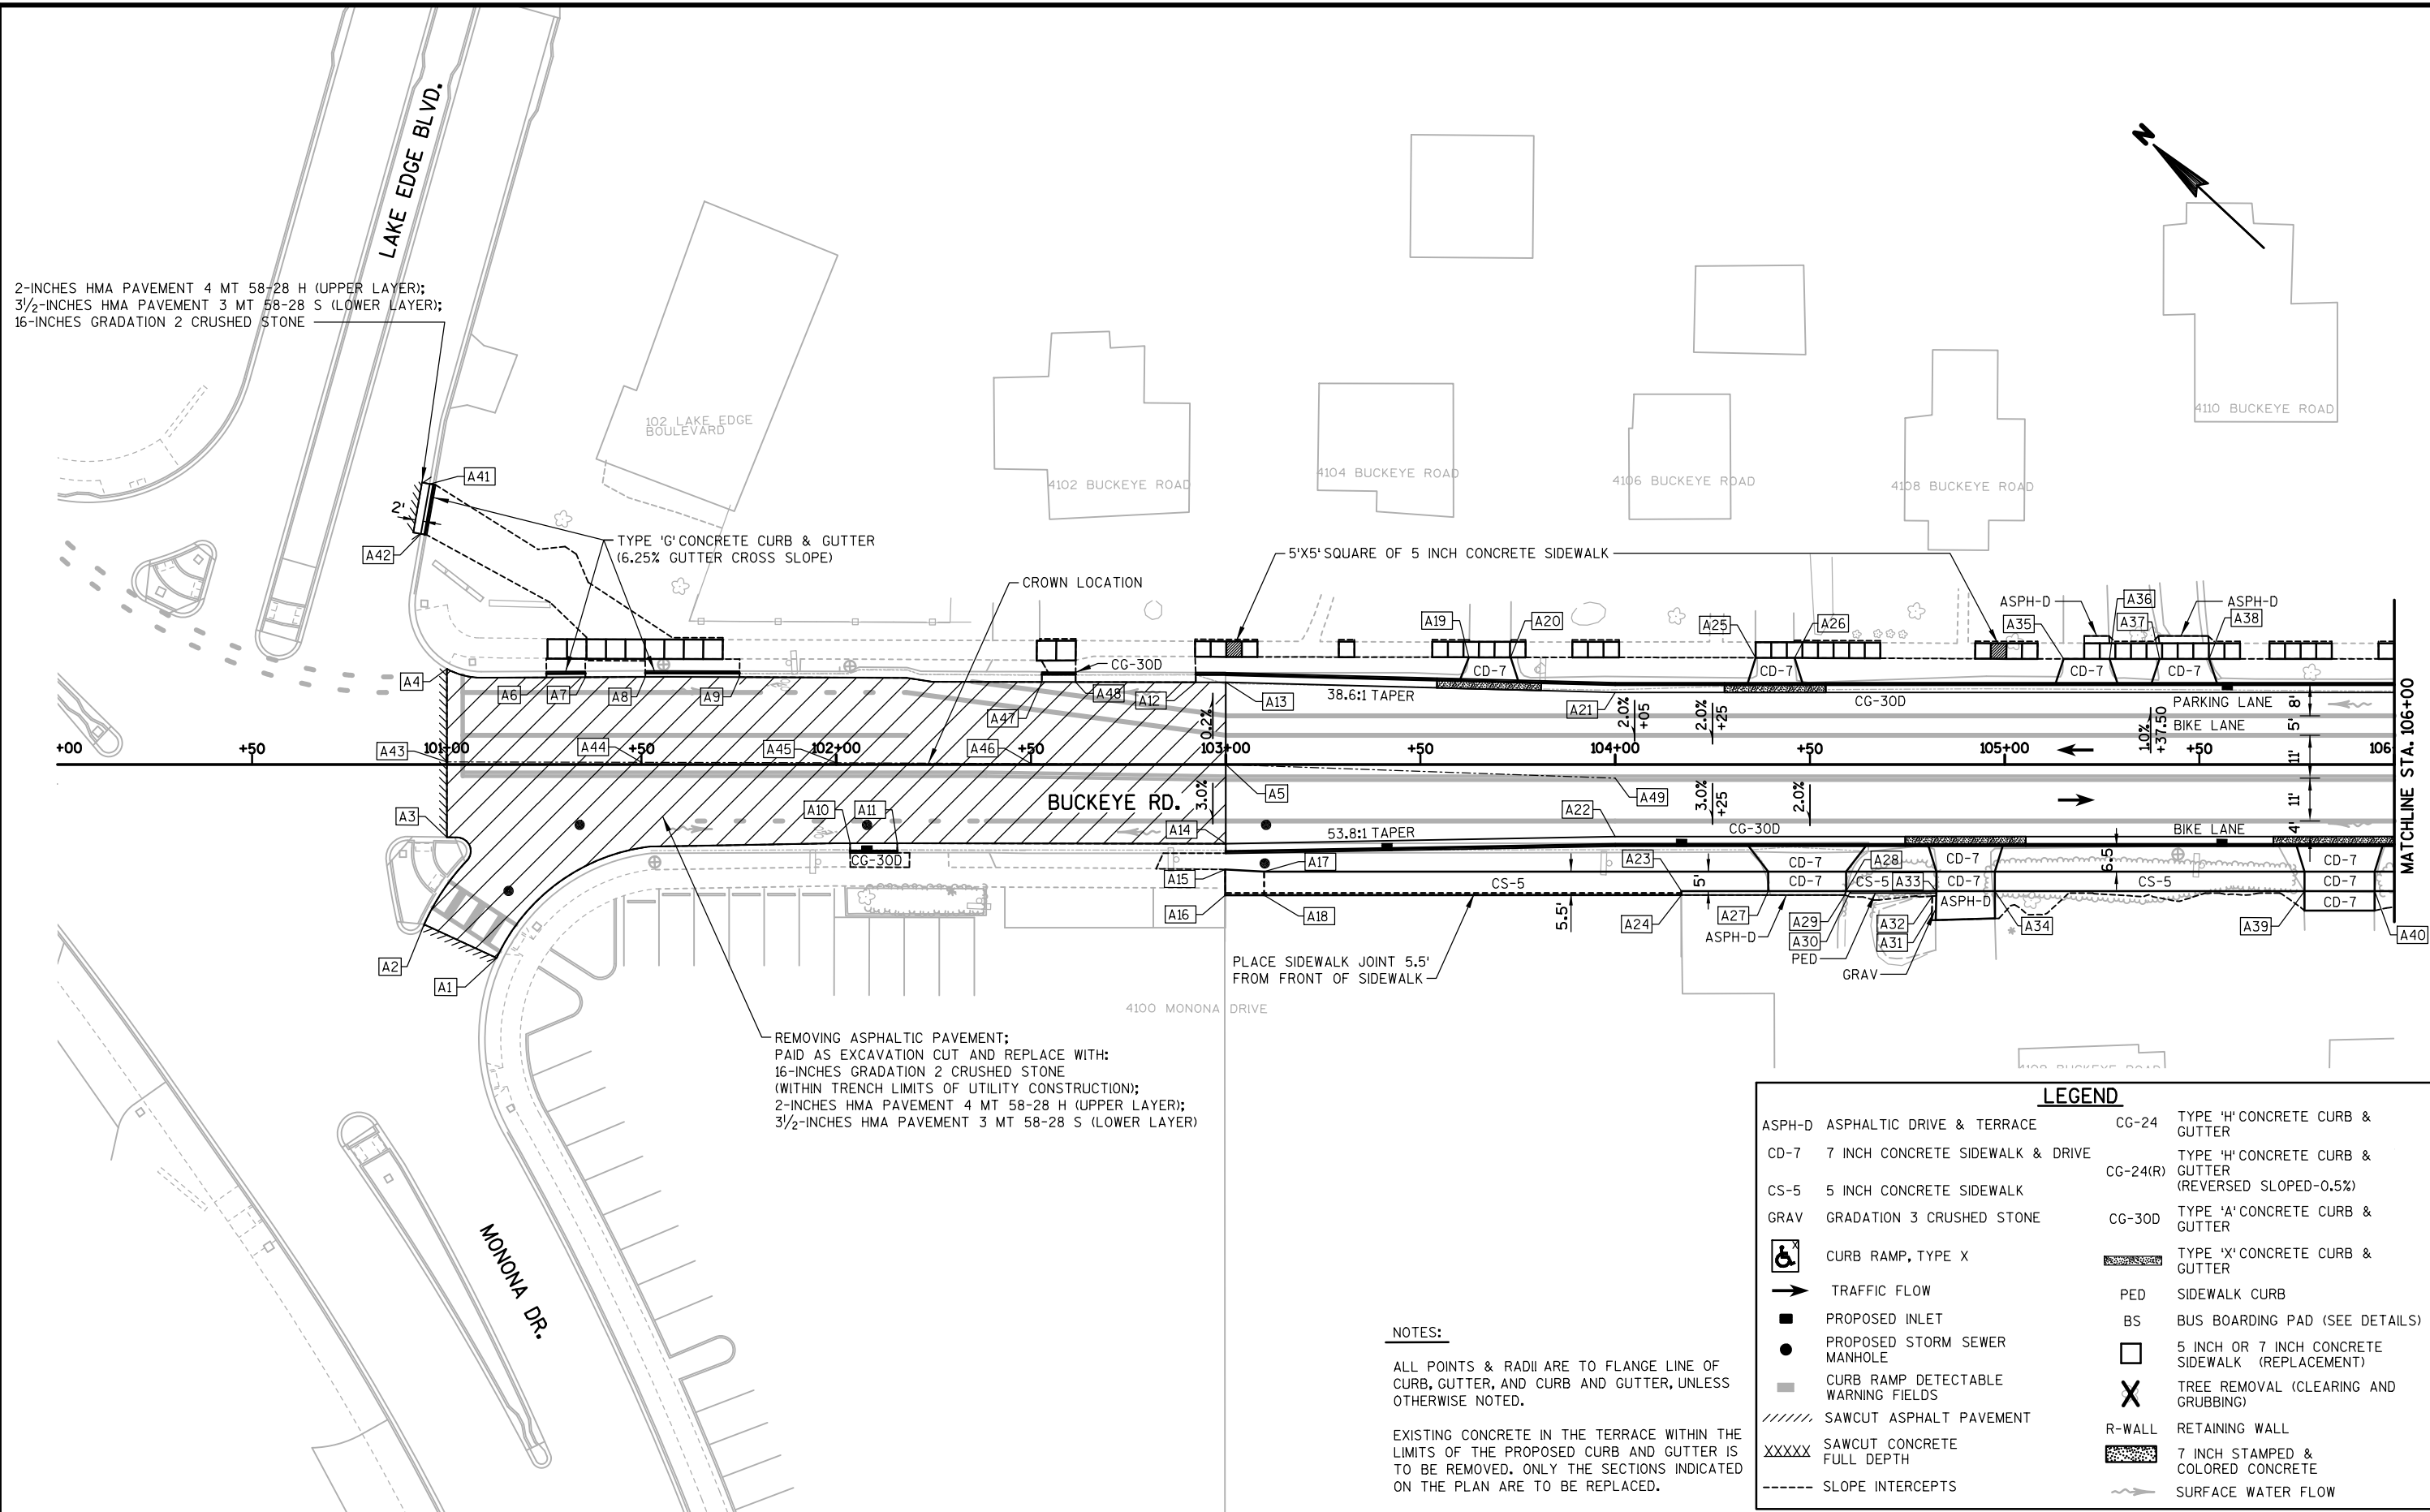 LAKE EDGE BLVD.
N
2-INCHES HMA PAVEMENT 4 MT 58-28 H (UPPER LAYER);
3½-INCHES HMA PAVEMENT 3 MT 58-28 S (LOWER LAYER);
16-INCHES GRADATION 2 CRUSHED STONE
102 LAKE EDGE
BOULEVARD
4102 BUCKEYE ROAD
4104 BUCKEYE ROAD
4106 BUCKEYE ROAD
4108 BUCKEYE ROAD
4110 BUCKEYE ROAD
A41
2'
A42
TYPE 'G' CONCRETE CURB & GUTTER
(6.25% GUTTER CROSS SLOPE)
5'X5' SQUARE OF 5 INCH CONCRETE SIDEWALK
CROWN LOCATION
ASPH-D
A36
A37
ASPH-D
A38
A19
A20
A25
A26
A35
A4
A6
A7
A8
A9
CG-30D
A47
A48
A12
A13
CD-7
CD-7
CD-7
CD-7
38.6:1 TAPER
A21
CG-30D
PARKING LANE
8'
BIKE LANE
5'
0.2%
2.0%
+05
2.0%
+25
1.0%
+37.50
+00
+50
A43
101+00
A44
+50
A45
102+00
A46
+50
103+00
+50
104+00
+50
105+00
+50
106
11'
MATCHLINE STA. 106+00
A3
A10
A11
BUCKEYE RD.
3.0%
A5
A49
3.0%
+25
2.0%
11'
A14
53.8:1 TAPER
A22
CG-30D
BIKE LANE
4'
CG-30D
A15
A17
A23
CD-7
A28
CD-7
6.5'
CD-7
CS-5
5'
CD-7
CS-5
A33
CD-7
CS-5
CD-7
A16
A18
5.5'
A24
A27
A29
A32
ASPH-D
A34
A39
CD-7
A40
ASPH-D
A30
A31
PED
GRAV
A2
A1
PLACE SIDEWALK JOINT 5.5'
FROM FRONT OF SIDEWALK
4100 MONONA DRIVE
REMOVING ASPHALTIC PAVEMENT;
PAID AS EXCAVATION CUT AND REPLACE WITH:
16-INCHES GRADATION 2 CRUSHED STONE
(WITHIN TRENCH LIMITS OF UTILITY CONSTRUCTION);
2-INCHES HMA PAVEMENT 4 MT 58-28 H (UPPER LAYER);
3½-INCHES HMA PAVEMENT 3 MT 58-28 S (LOWER LAYER)
MONONA DR.
NOTES:
ALL POINTS & RADII ARE TO FLANGE LINE OF
CURB, GUTTER, AND CURB AND GUTTER, UNLESS
OTHERWISE NOTED.
EXISTING CONCRETE IN THE TERRACE WITHIN THE
LIMITS OF THE PROPOSED CURB AND GUTTER IS
TO BE REMOVED. ONLY THE SECTIONS INDICATED
ON THE PLAN ARE TO BE REPLACED.
LEGEND
ASPH-D ASPHALTIC DRIVE & TERRACE
CD-7 7 INCH CONCRETE SIDEWALK & DRIVE
CS-5 5 INCH CONCRETE SIDEWALK
GRAV GRADATION 3 CRUSHED STONE
X
CURB RAMP, TYPE X
TRAFFIC FLOW
PROPOSED INLET
PROPOSED STORM SEWER
MANHOLE
CURB RAMP DETECTABLE
WARNING FIELDS
SAWCUT ASPHALT PAVEMENT
XXXXX SAWCUT CONCRETE
FULL DEPTH
SLOPE INTERCEPTS
CG-24 TYPE 'H' CONCRETE CURB &
GUTTER
CG-24(R) TYPE 'H' CONCRETE CURB &
GUTTER
(REVERSED SLOPED-0.5%)
CG-30D TYPE 'A' CONCRETE CURB &
GUTTER
TYPE 'X' CONCRETE CURB &
GUTTER
PED SIDEWALK CURB
BS BUS BOARDING PAD (SEE DETAILS)
5 INCH OR 7 INCH CONCRETE
SIDEWALK (REPLACEMENT)
TREE REMOVAL (CLEARING AND
GRUBBING)
R-WALL RETAINING WALL
7 INCH STAMPED &
COLORED CONCRETE
SURFACE WATER FLOW